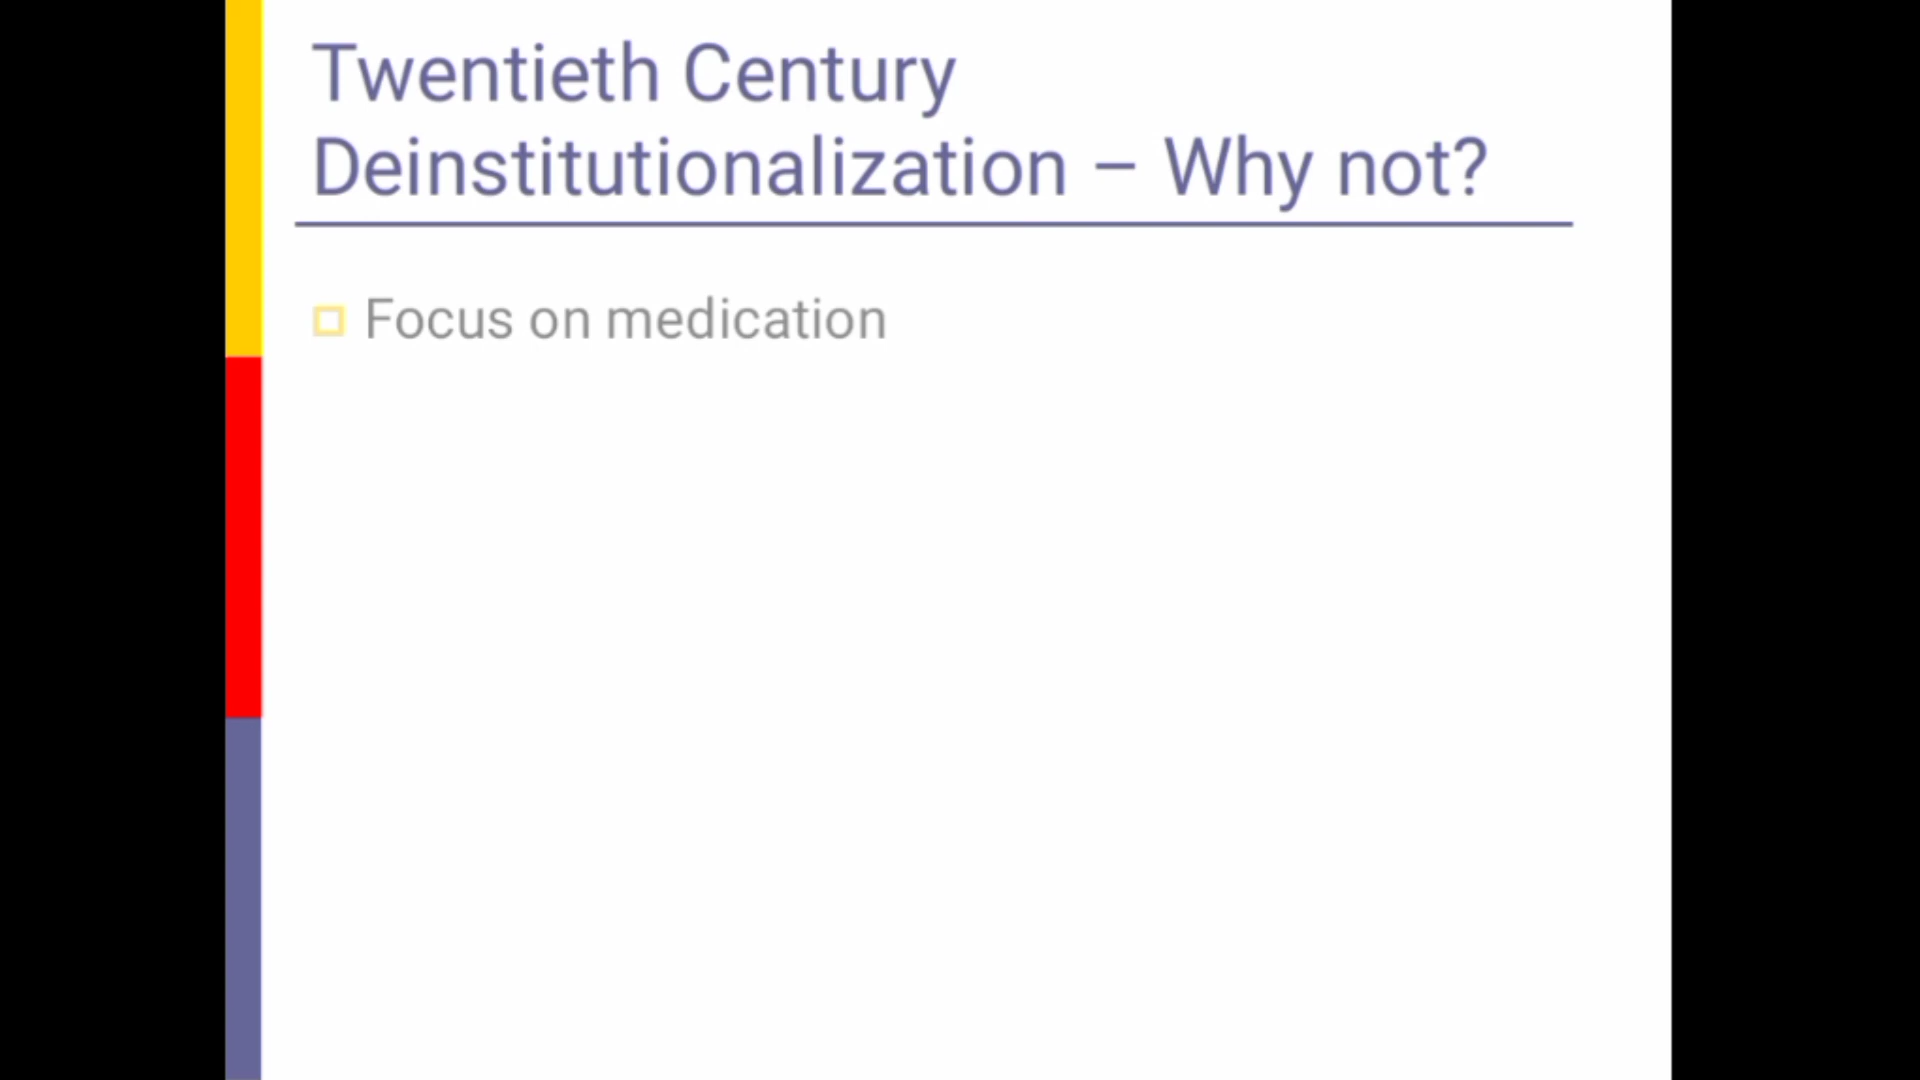 Twentieth Century
Deinstitutionalization – Why not?
Focus on medication